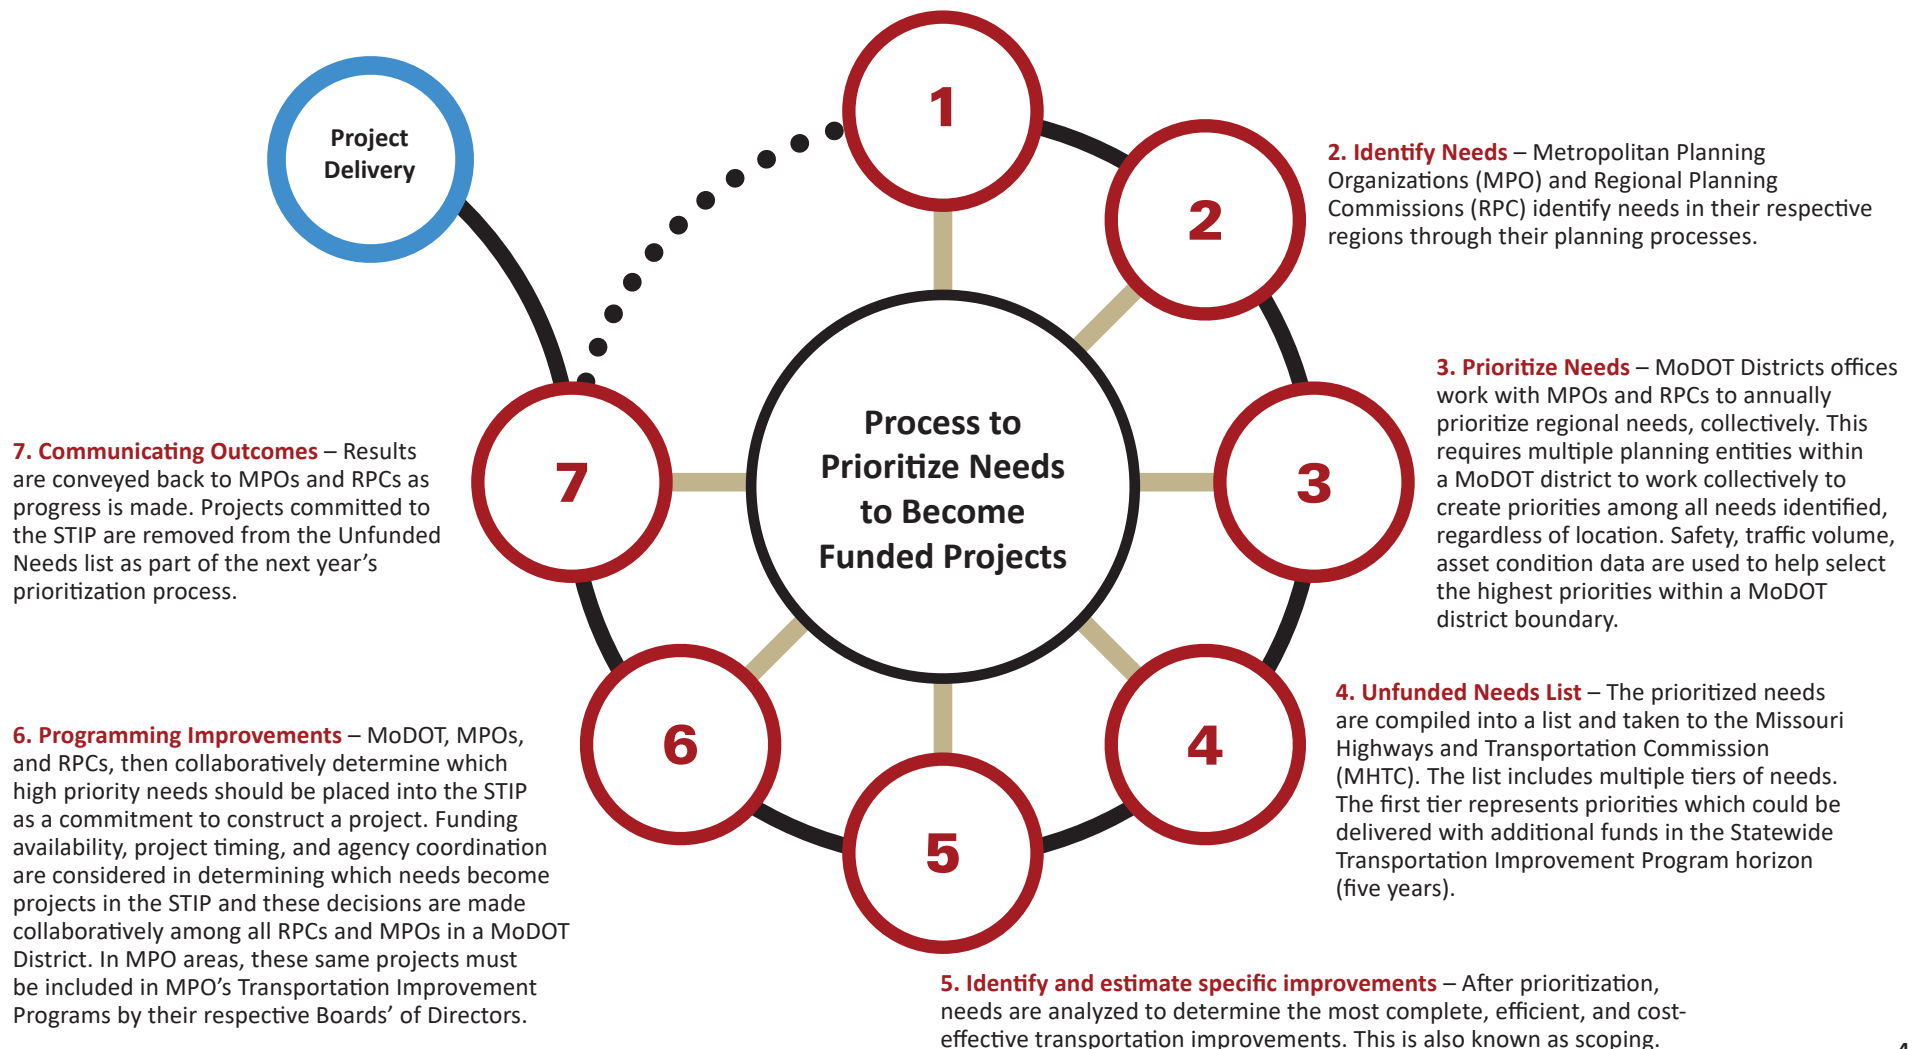 Project
Delivery
1
2
3
4
5
6
7
Process to
Prioritize Needs
to Become
Funded Projects
2. Identify Needs – Metropolitan Planning
Organizations (MPO) and Regional Planning
Commissions (RPC) identify needs in their respective
regions through their planning processes.
3. Prioritize Needs – MoDOT Districts offices
work with MPOs and RPCs to annually
prioritize regional needs, collectively. This
requires multiple planning entities within
a MoDOT district to work collectively to
create priorities among all needs identified,
regardless of location. Safety, traffic volume,
asset condition data are used to help select
the highest priorities within a MoDOT
district boundary.
4. Unfunded Needs List – The prioritized needs
are compiled into a list and taken to the Missouri
Highways and Transportation Commission
(MHTC). The list includes multiple tiers of needs.
The first tier represents priorities which could be
delivered with additional funds in the Statewide
Transportation Improvement Program horizon
(five years).
5. Identify and estimate specific improvements – After prioritization,
needs are analyzed to determine the most complete, efficient, and cost-
effective transportation improvements. This is also known as scoping.
6. Programming Improvements – MoDOT, MPOs,
and RPCs, then collaboratively determine which
high priority needs should be placed into the STIP
as a commitment to construct a project. Funding
availability, project timing, and agency coordination
are considered in determining which needs become
projects in the STIP and these decisions are made
collaboratively among all RPCs and MPOs in a MoDOT
District. In MPO areas, these same projects must
be included in MPO's Transportation Improvement
Programs by their respective Boards' of Directors.
7. Communicating Outcomes – Results
are conveyed back to MPOs and RPCs as
progress is made. Projects committed to
the STIP are removed from the Unfunded
Needs list as part of the next year's
prioritization process.